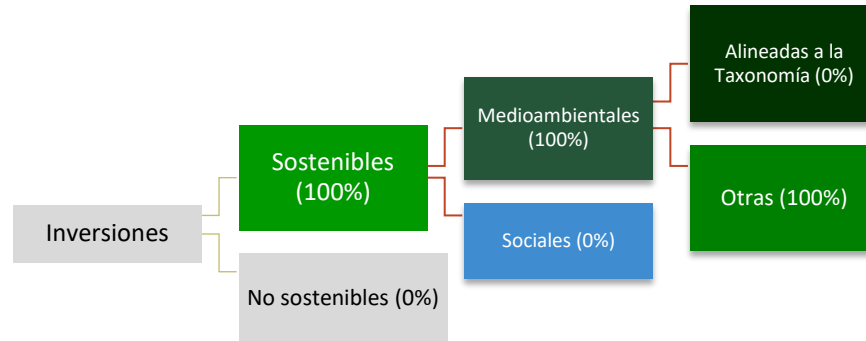 Inversiones
Sostenibles
(100%)
No sostenibles (0%)
Medioambientales
(100%)
Sociales (0%)
Alineadas a la
Taxonomía (0%)
Otras (100%)